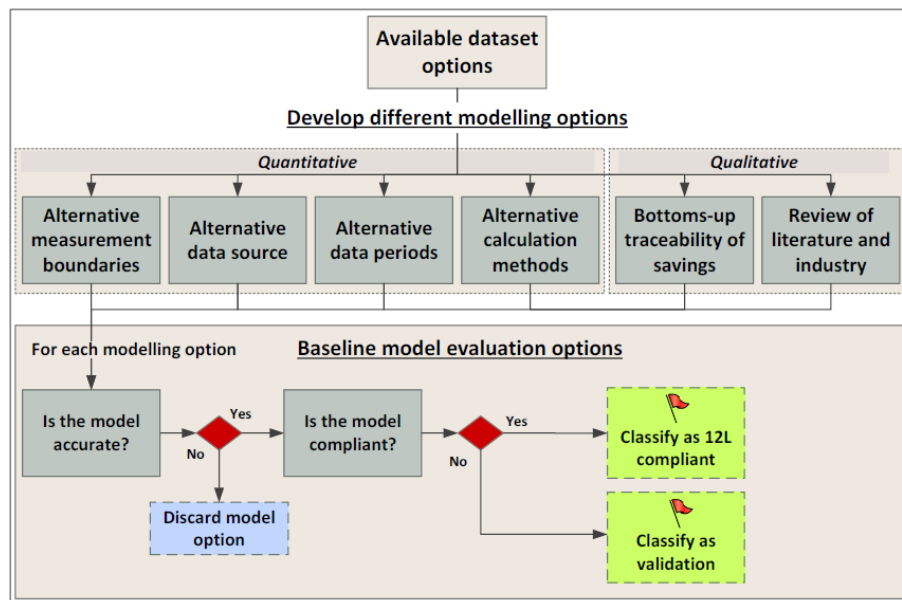 Available dataset
options
Develop different modelling options
Quantitative
Qualitative
Alternative
measurement
boundaries
Alternative
data source
Alternative
data periods
Alternative
calculation
methods
Bottoms-up
traceability of
savings
Review of
literature and
industry
For each modelling option
Baseline model evaluation options
Is the model
accurate?
Yes
No
Is the model
compliant?
Yes
No
Classify as 12L
compliant
Discard model
option
Classify as
validation